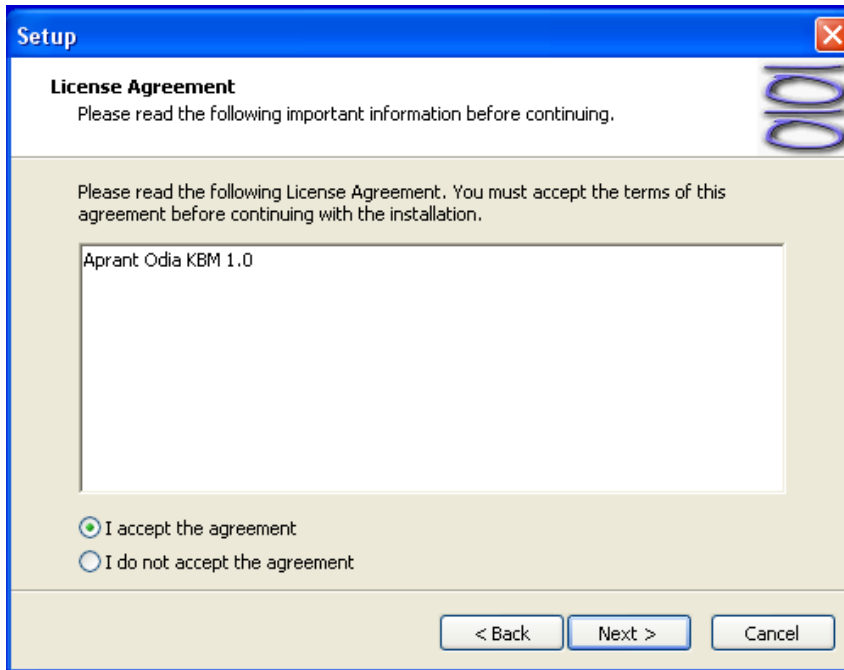 Setup
License Agreement
Please read the following important information before continuing.
Please read the following License Agreement. You must accept the terms of this
agreement before continuing with the installation.
Aprant Odia KBM 1.0
I accept the agreement
I do not accept the agreement
< Back
Next >
Cancel